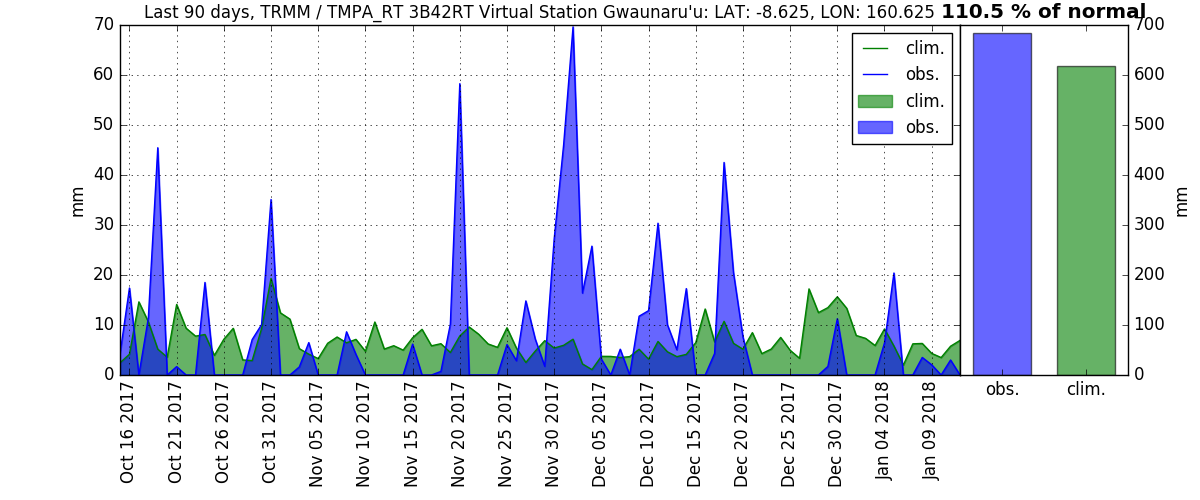 Last 90 days, TRMM / TMPA_RT 3B42RT Virtual Station Gwaunaru'u: LAT: -8.625, LON: 160.625 110.5 % of normal
70
60
50
40
30
20
10
0
mm
clim.
obs.
clim.
obs.
700
600
500
400
300
200
100
0
mm
Oct 16 2017
Oct 21 2017
Oct 26 2017
Oct 31 2017
Nov 05 2017
Nov 10 2017
Nov 15 2017
Nov 20 2017
Nov 25 2017
Nov 30 2017
Dec 05 2017
Dec 10 2017
Dec 15 2017
Dec 20 2017
Dec 25 2017
Dec 30 2017
Jan 04 2018
Jan 09 2018
obs.
clim.